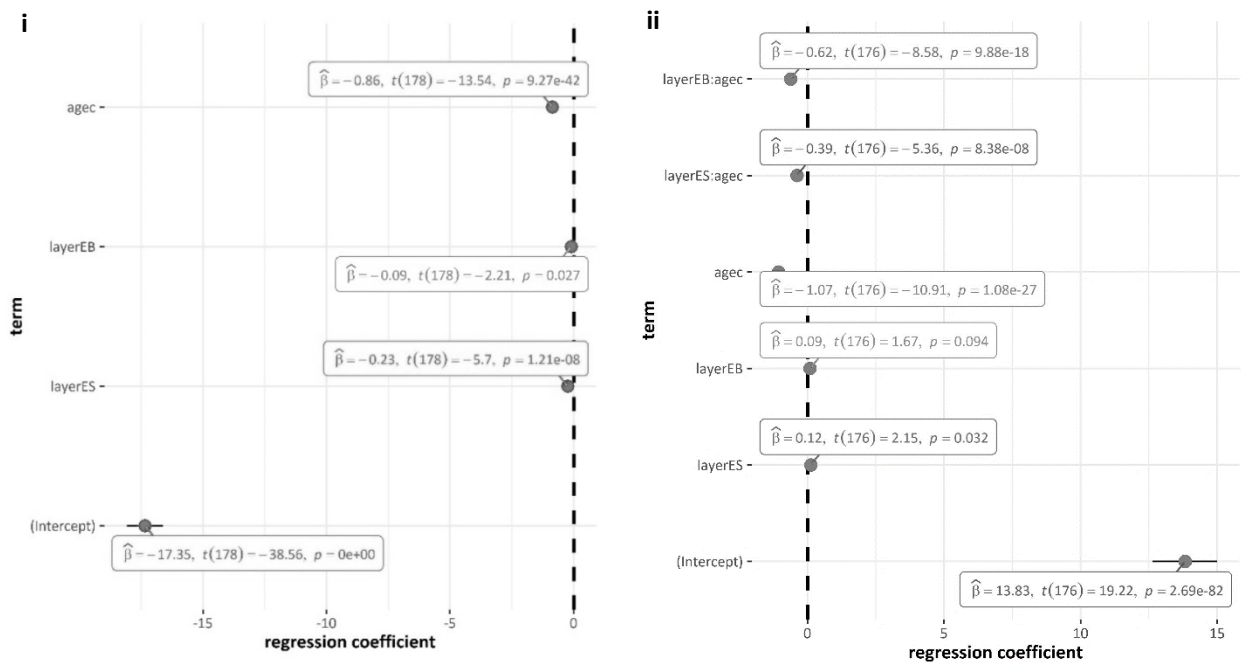 i
β̂ = −0.86, t(178) = −13.54, p = 9.27e-42
agec
layerEB
β̂ = −0.09, t(178) = −2.21, p = 0.027
term
β̂ = −0.23, t(178) = −5.7, p = 1.21e-08
layerES
(Intercept)
β̂ = −17.35, t(178) = −38.56, p = 0e+00
-15 -10 -5 0
regression coefficient
ii
β̂ = −0.62, t(176) = −8.58, p = 9.88e-18
layerEB:agec
β̂ = −0.39, t(176) = −5.36, p = 8.38e-08
layerES:agec
agec
β̂ = −1.07, t(176) = −10.91, p = 1.08e-27
term
β̂ = 0.09, t(176) = 1.67, p = 0.094
layerEB
β̂ = 0.12, t(176) = 2.15, p = 0.032
layerES
(Intercept)
β̂ = 13.83, t(176) = 19.22, p = 2.69e-82
0 5 10 15
regression coefficient